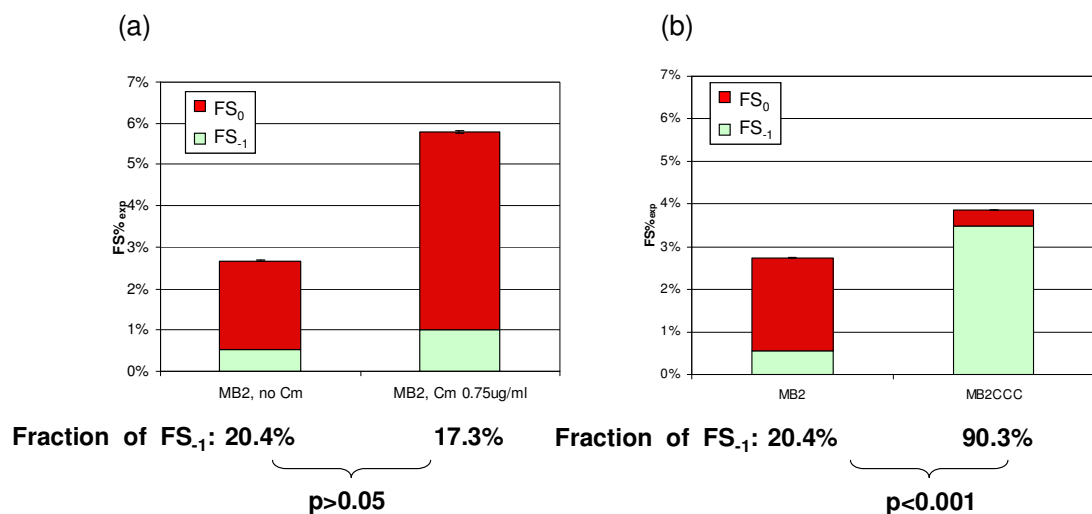 (a)
7%
6%
5%
4%
3%
2%
1%
0%
FS%exp
FS0
FS-1
MB2, no Cm
MB2, Cm 0.75ug/ml
Fraction of FS-1: 20.4% 17.3%
p>0.05
(b)
7%
6%
5%
4%
3%
2%
1%
0%
FS%exp
FS0
FS-1
MB2
MB2CCC
Fraction of FS-1: 20.4% 90.3%
p<0.001